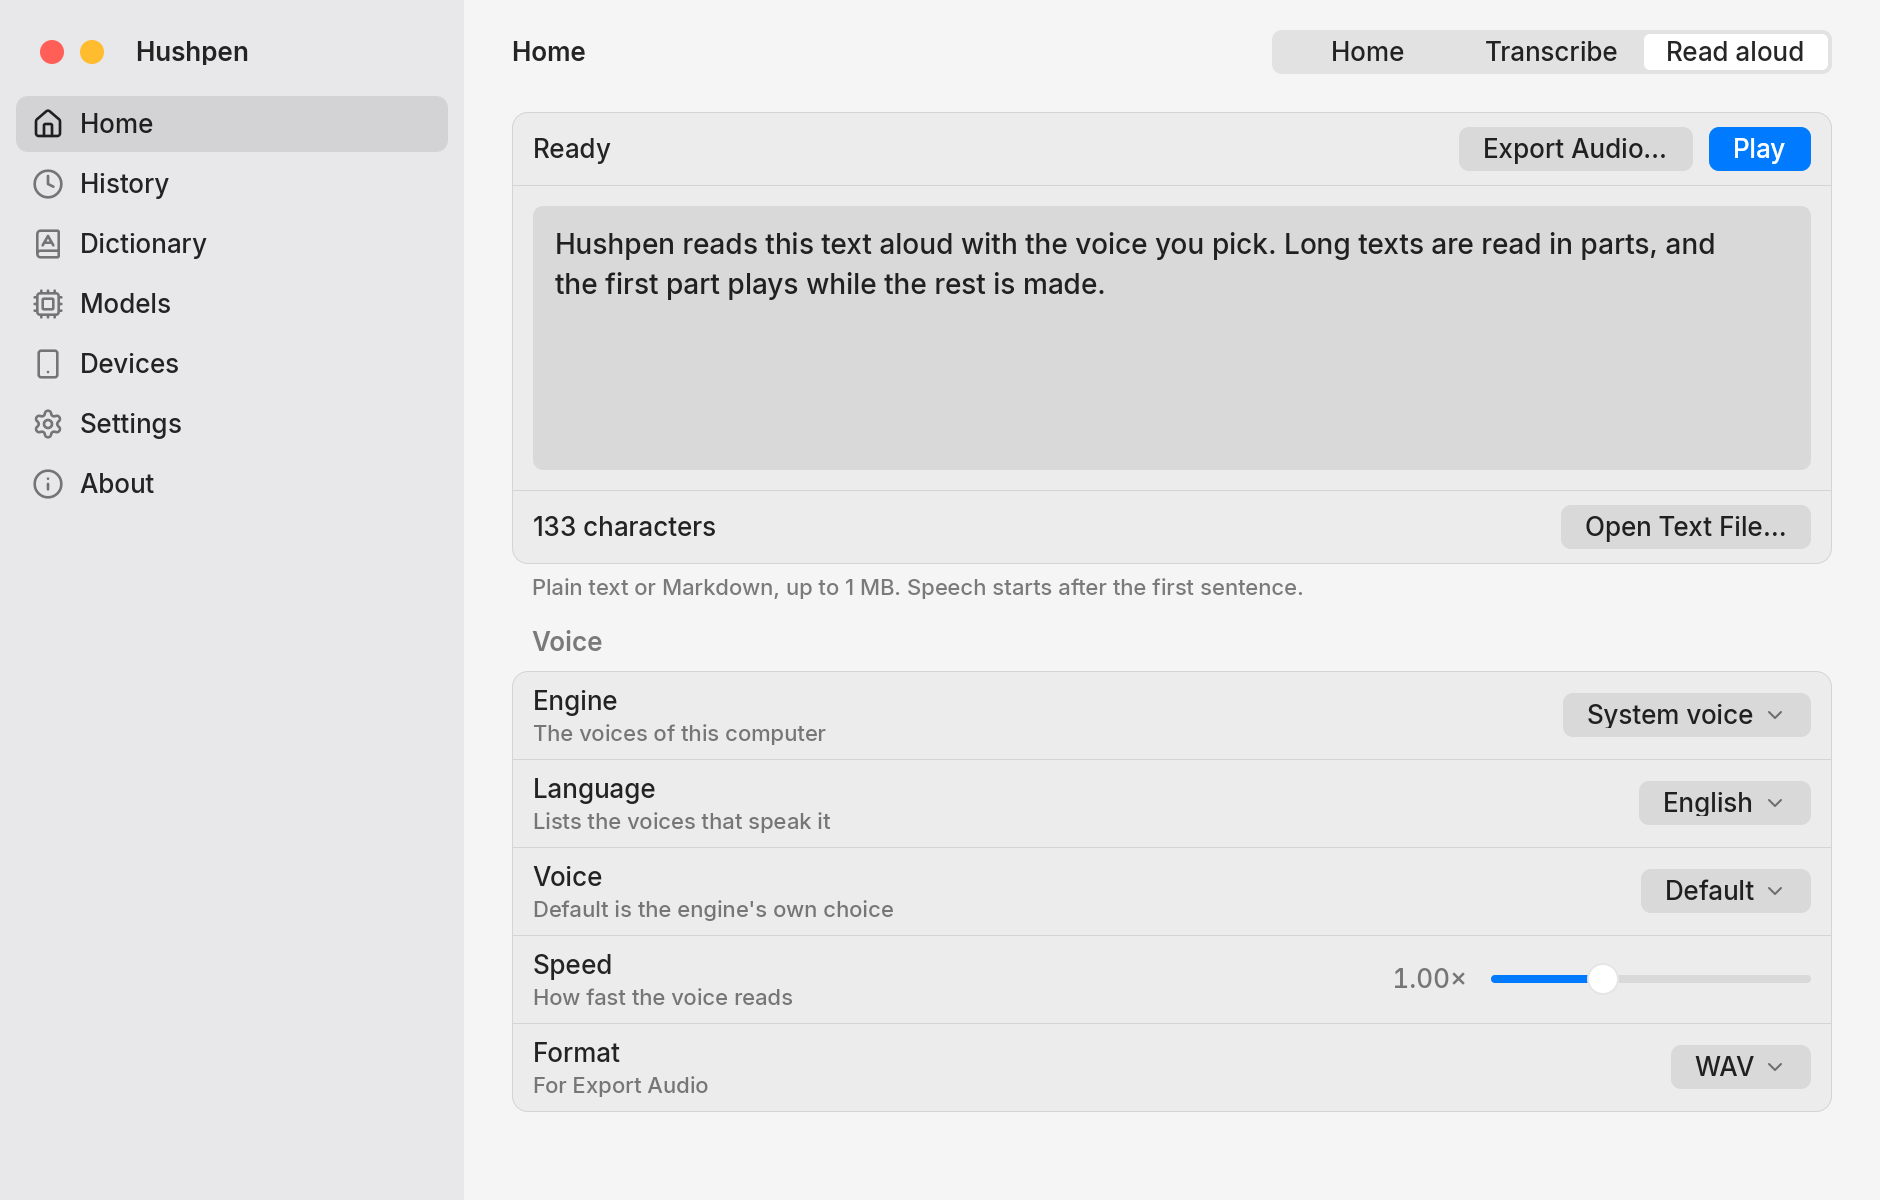 Hushpen
Home
History
Dictionary
Models
Devices
Settings
About
Home
Home Transcribe Read aloud
Ready
Export Audio... Play
Hushpen reads this text aloud with the voice you pick. Long texts are read in parts, and
the first part plays while the rest is made.
133 characters
Open Text File...
Plain text or Markdown, up to 1 MB. Speech starts after the first sentence.
Voice
Engine
The voices of this computer
System voice
Language
Lists the voices that speak it
English
Voice
Default is the engine's own choice
Default
Speed
How fast the voice reads
1.00×
Format
For Export Audio
WAV